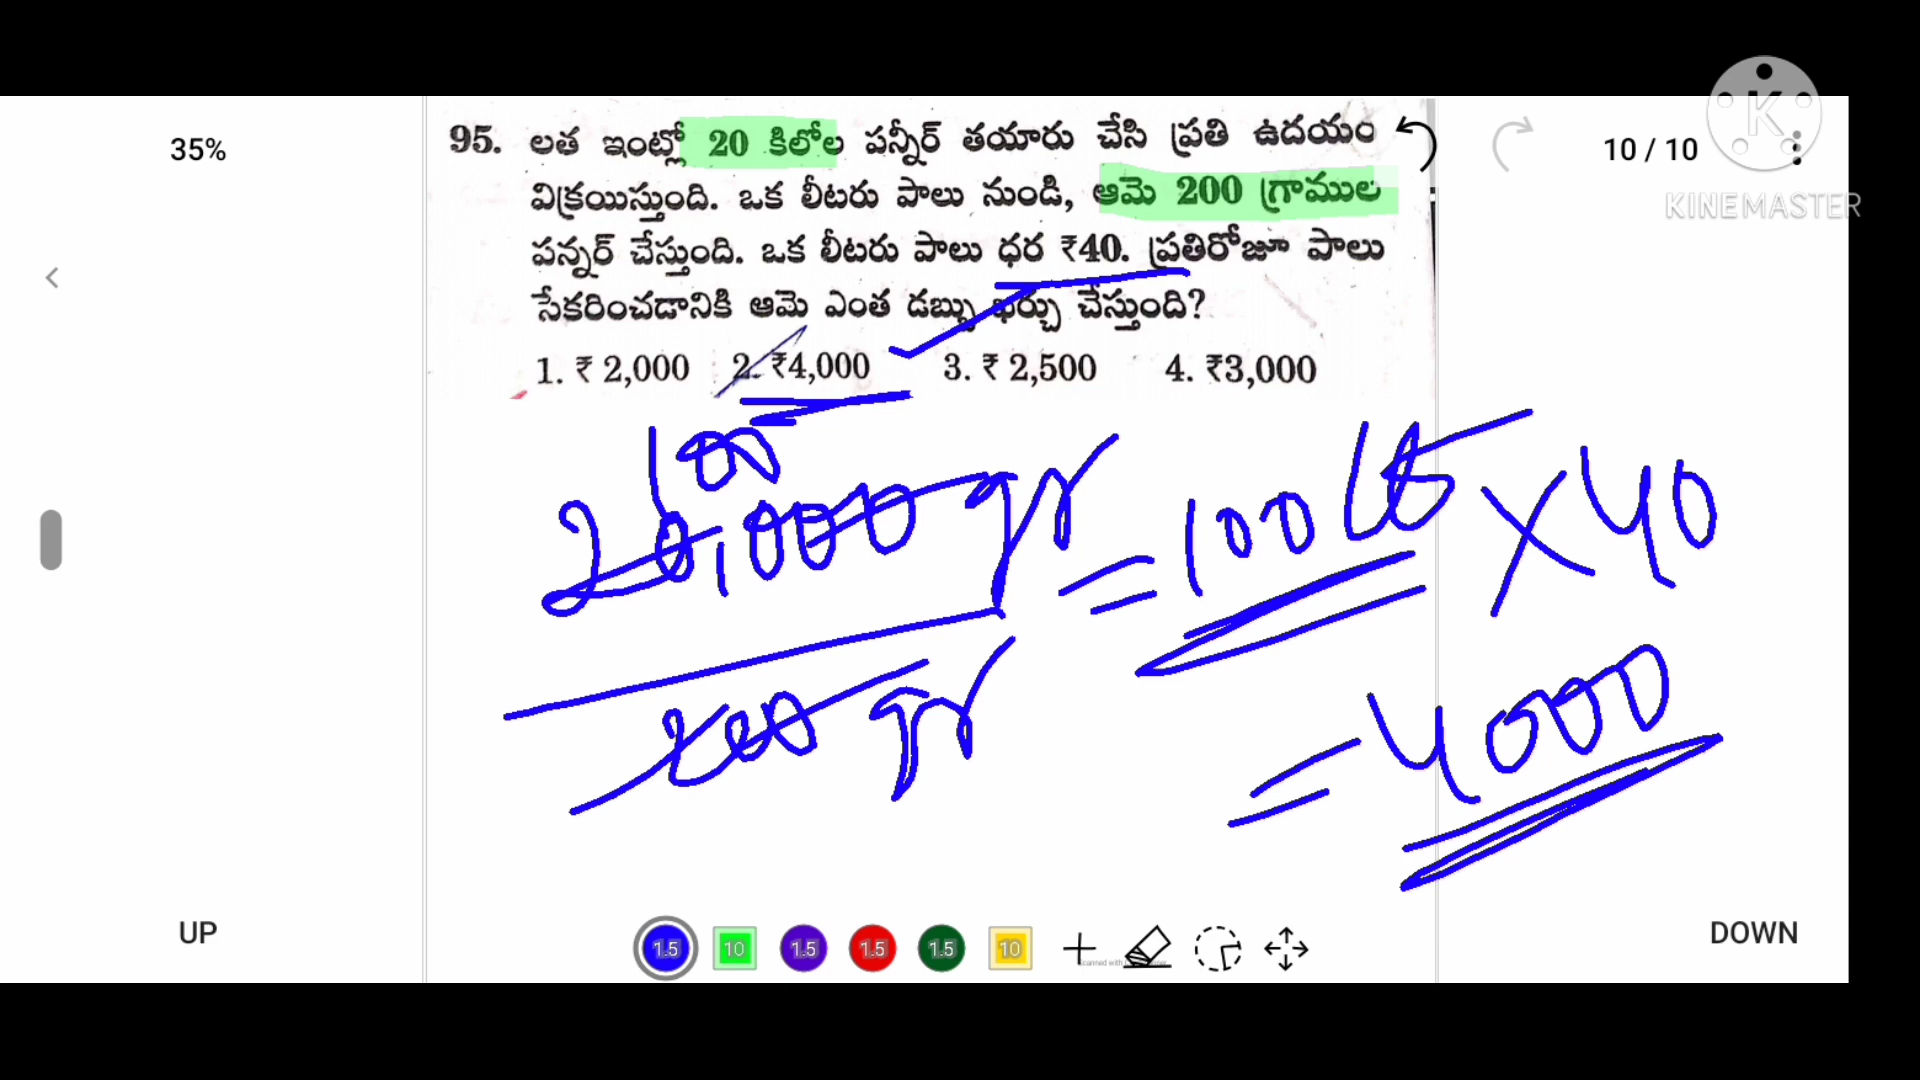 35%
10 / 10
KINEMASTER
95. లత ఇంట్లో 20 కిలోల పన్నీర్ తయారు చేసి ప్రతి ఉదయం
విక్రయిస్తుంది. ఒక లీటరు పాలు నుండి, ఆమె 200 గ్రాముల
పన్నర్ చేస్తుంది. ఒక లీటరు పాలు ధర ₹40. ప్రతిరోజూ పాలు
సేకరించడానికి ఆమె ఎంత డబ్బు ఖర్చు చేస్తుంది?
1. ₹ 2,000 2. ₹4,000 3. ₹ 2,500 4. ₹3,000
100
20,000 gr = 100 × 40
200 gr
= 4000
UP
DOWN
1.5 10 1.5 1.5 1.5 10